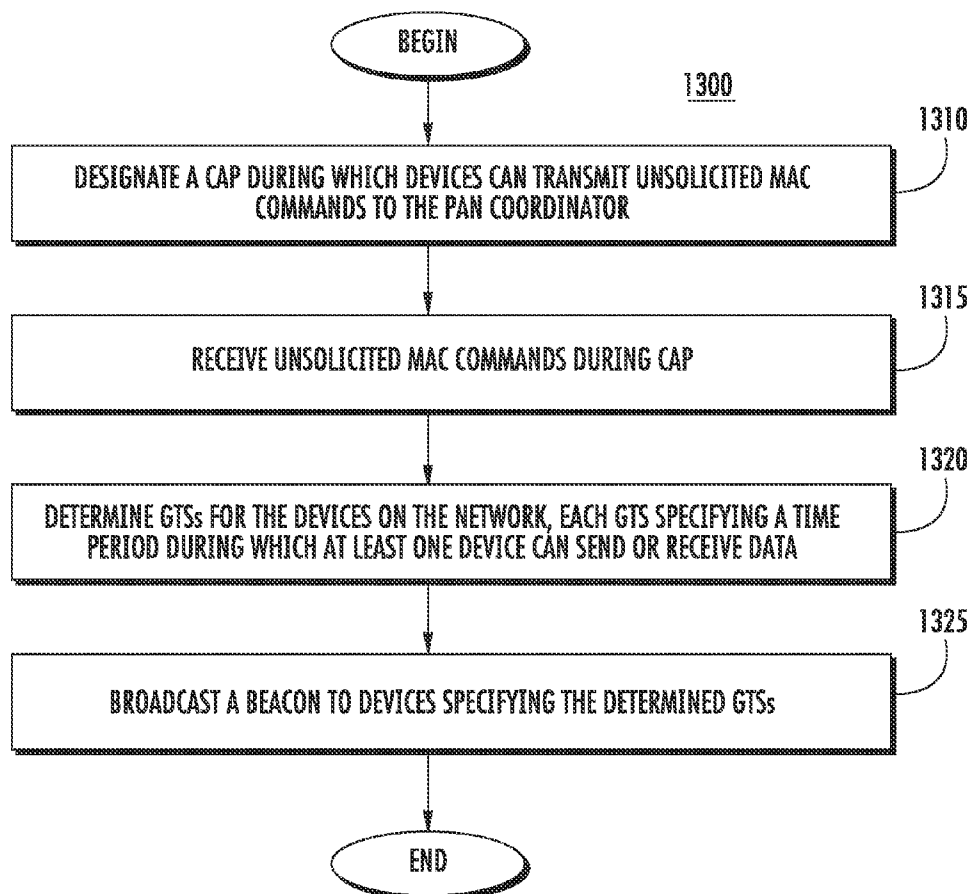 BEGIN
1300
1310
DESIGNATE A CAP DURING WHICH DEVICES CAN TRANSMIT UNSOLICITED MAC
COMMANDS TO THE PAN COORDINATOR
1315
RECEIVE UNSOLICITED MAC COMMANDS DURING CAP
1320
DETERMINE GTSs FOR THE DEVICES ON THE NETWORK, EACH GTS SPECIFYING A TIME
PERIOD DURING WHICH AT LEAST ONE DEVICE CAN SEND OR RECEIVE DATA
1325
BROADCAST A BEACON TO DEVICES SPECIFYING THE DETERMINED GTSs
END